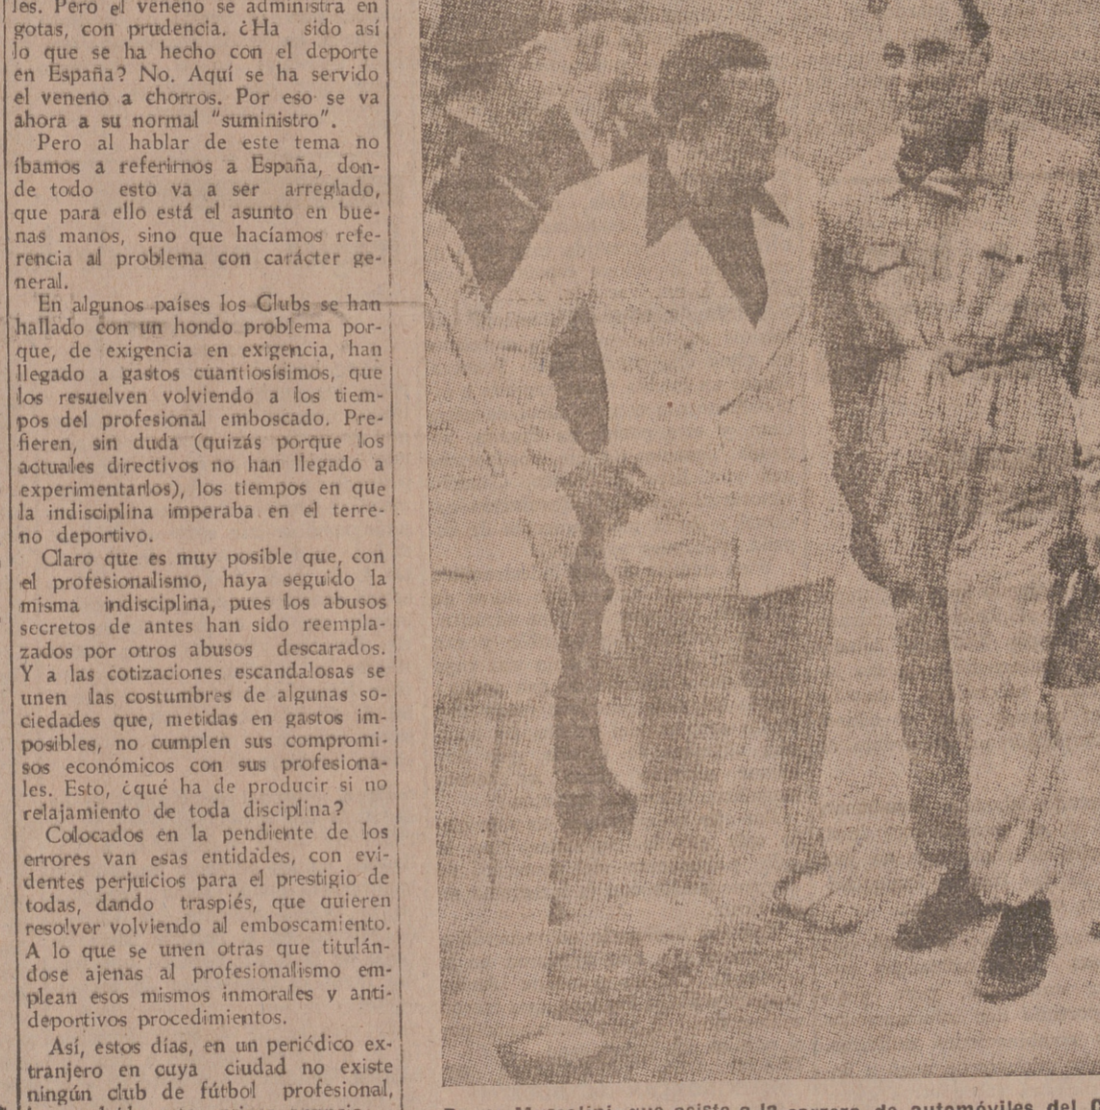 les. Pero el veneno se administra en
gotas, con prudencia. ¿Ha sido así
lo que se ha hecho con el deporte
en España? No. Aquí se ha servido
el veneno a chorros. Por eso se va
ahora a su normal "suministro".
Pero al hablar de este tema no
íbamos a referirnos a España, don-
de todo esto va a ser arreglado,
que para ello está el asunto en bue-
nas manos, sino que hacíamos refe-
rencia al problema con carácter ge-
neral.
En algunos países los Clubs se han
hallado con un hondo problema por-
que, de exigencia en exigencia, han
llegado a gastos cuantiosísimos, que
los resuelven volviendo a los tiem-
pos del profesional emboscado. Pre-
fieren, sin duda (quizás porque los
actuales directivos no han llegado a
experimentarlos), los tiempos en que
la indisciplina imperaba en el terre-
no deportivo.
Claro que es muy posible que, con
el profesionalismo, haya seguido la
misma indisciplina, pues los abusos
secretos de antes han sido reempla-
zados por otros abusos descarados.
Y a las cotizaciones escandalosas se
unen las costumbres de algunas so-
ciedades que, metidas en gastos im-
posibles, no cumplen sus compromi-
sos económicos con sus profesiona-
les. Esto, ¿qué ha de producir si no
relajamiento de toda disciplina?
Colocados en la pendiente de los
errores van esas entidades, con evi-
dentes perjuicios para el prestigio de
todas, dando traspiés, que quieren
resolver volviendo al emboscamiento.
A lo que se unen otras que titulán-
dose ajenas al profesionalismo em-
plean esos mismos inmorales y anti-
deportivos procedimientos.
Así, estos días, en un periódico ex-
tranjero en cuya ciudad no existe
ningún club de fútbol profesional,
que asiste a la carrera de automóviles del